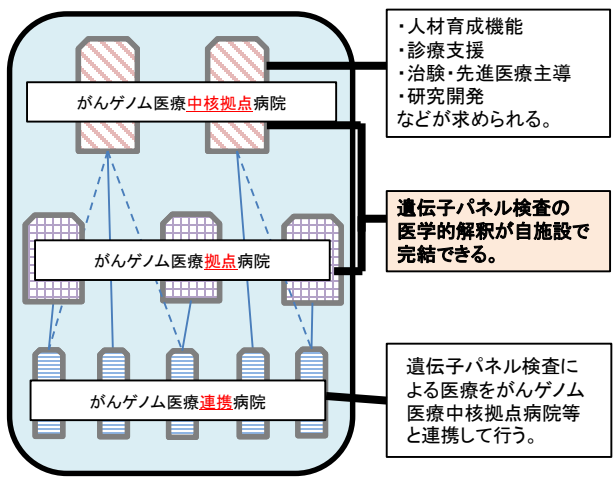 ・人材育成機能
・診療支援
・治験・先進医療主導
・研究開発
などが求められる。
がんゲノム医療中核拠点病院
遺伝子パネル検査の
医学的解釈が自施設で
完結できる。
がんゲノム医療拠点病院
がんゲノム医療連携病院
遺伝子パネル検査に
よる医療をがんゲノム
医療中核拠点病院等
と連携して行う。